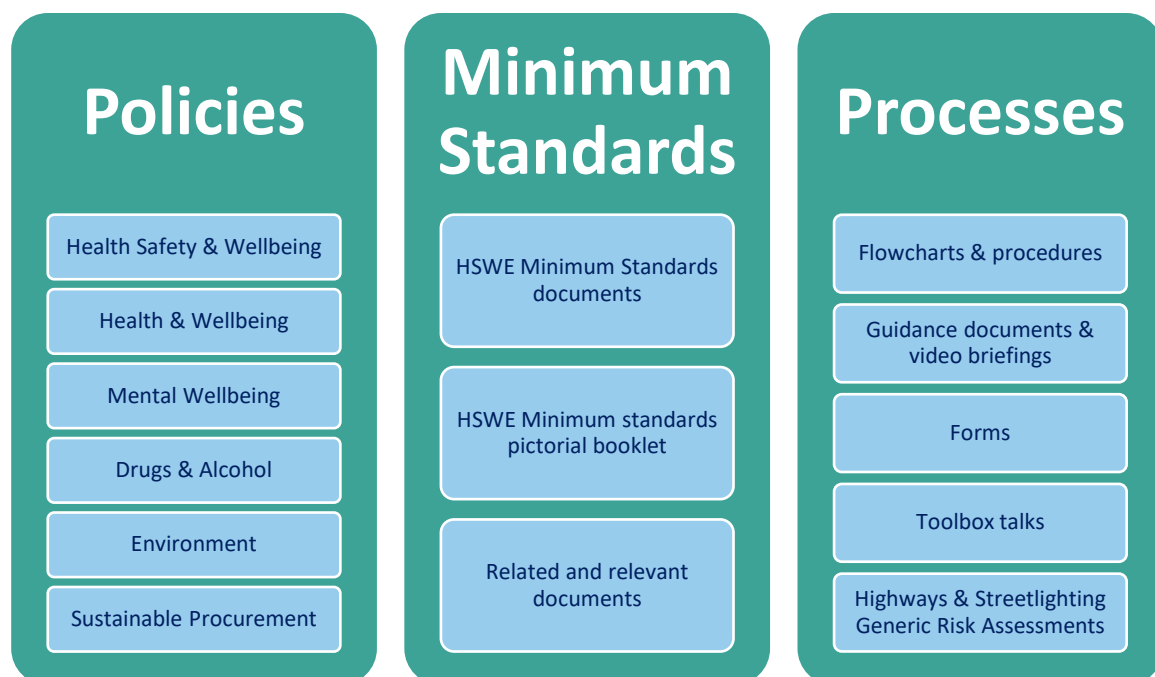 Policies
Health Safety & Wellbeing
Health & Wellbeing
Mental Wellbeing
Drugs & Alcohol
Environment
Sustainable Procurement
Minimum
Standards
HSWE Minimum Standards
documents
HSWE Minimum standards
pictorial booklet
Related and relevant
documents
Processes
Flowcharts & procedures
Guidance documents &
video briefings
Forms
Toolbox talks
Highways & Streetlighting
Generic Risk Assessments